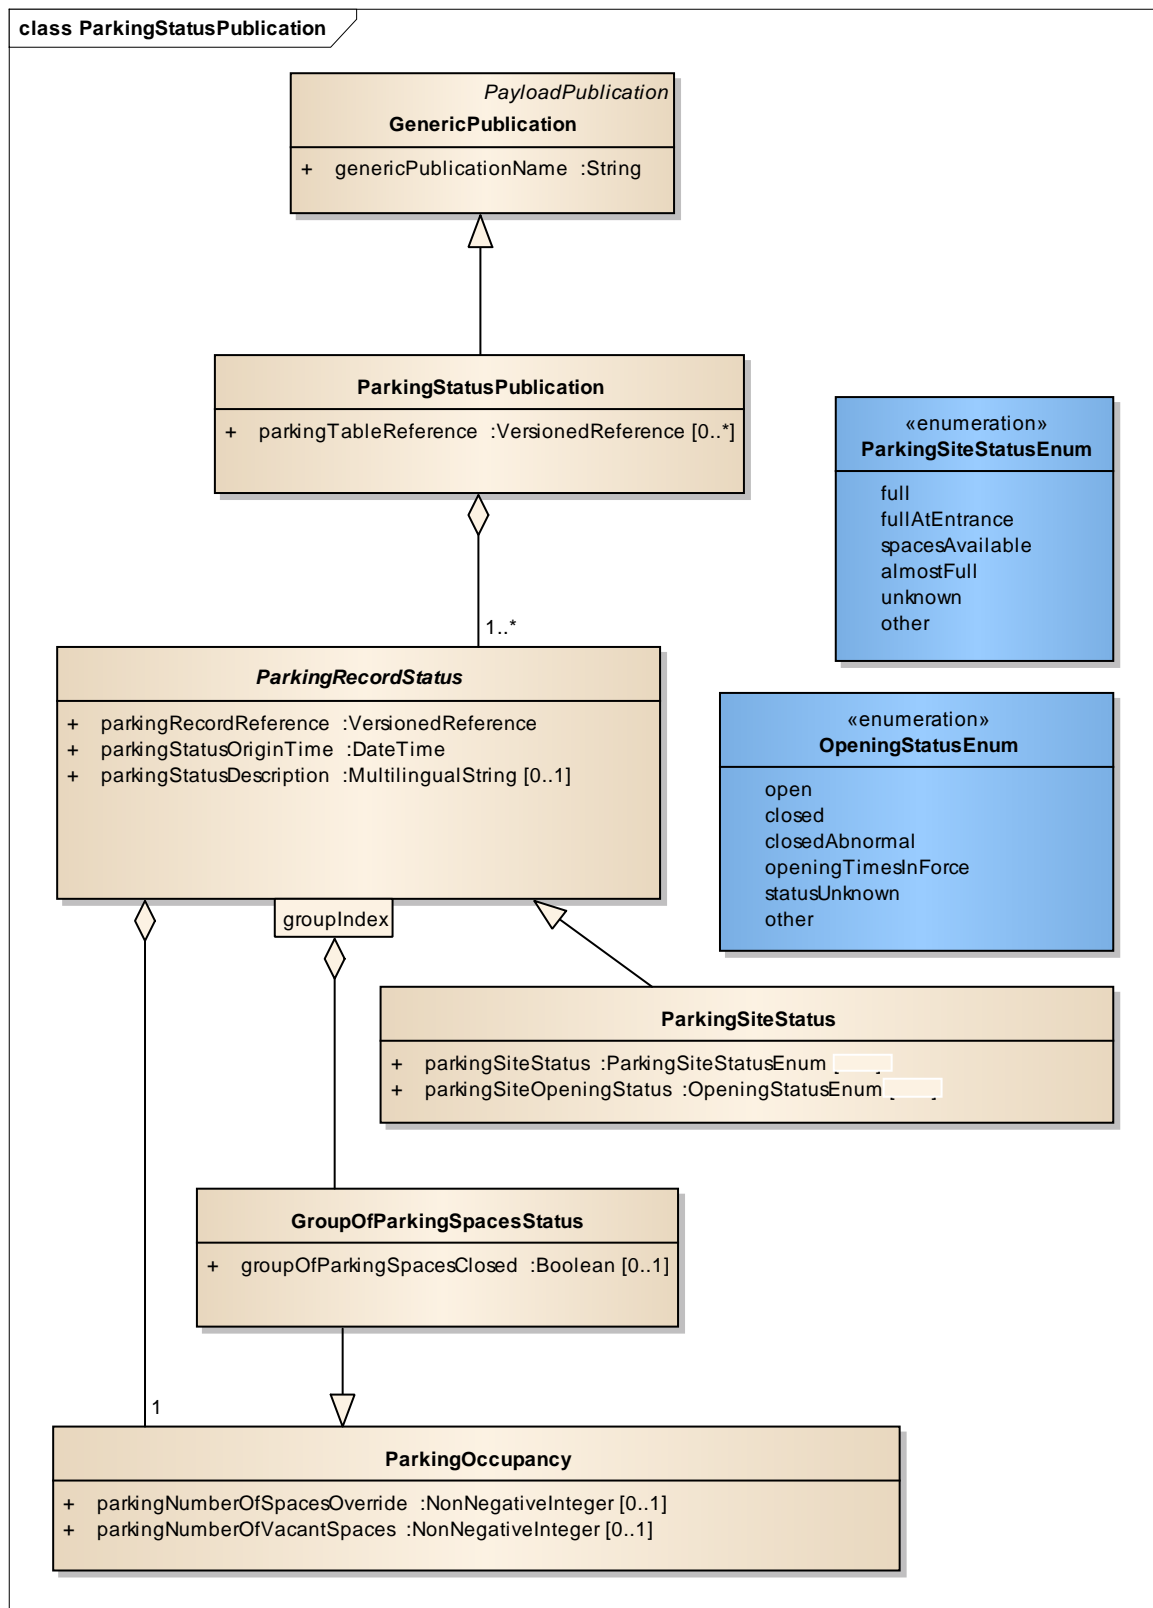 class ParkingStatusPublication
PayloadPublication
GenericPublication
+ genericPublicationName :String
ParkingStatusPublication
+ parkingTableReference :VersionedReference [0..*]
«enumeration»
ParkingSiteStatusEnum
full
fullAtEntrance
spacesAvailable
almostFull
unknown
other
1..*
ParkingRecordStatus
+ parkingRecordReference :VersionedReference
+ parkingStatusOriginTime :DateTime
+ parkingStatusDescription :MultilingualString [0..1]
«enumeration»
OpeningStatusEnum
open
closed
closedAbnormal
openingTimesInForce
statusUnknown
other
groupIndex
ParkingSiteStatus
+ parkingSiteStatus :ParkingSiteStatusEnum
+ parkingSiteOpeningStatus :OpeningStatusEnum
GroupOfParkingSpacesStatus
+ groupOfParkingSpacesClosed :Boolean [0..1]
1
ParkingOccupancy
+ parkingNumberOfSpacesOverride :NonNegativeInteger [0..1]
+ parkingNumberOfVacantSpaces :NonNegativeInteger [0..1]